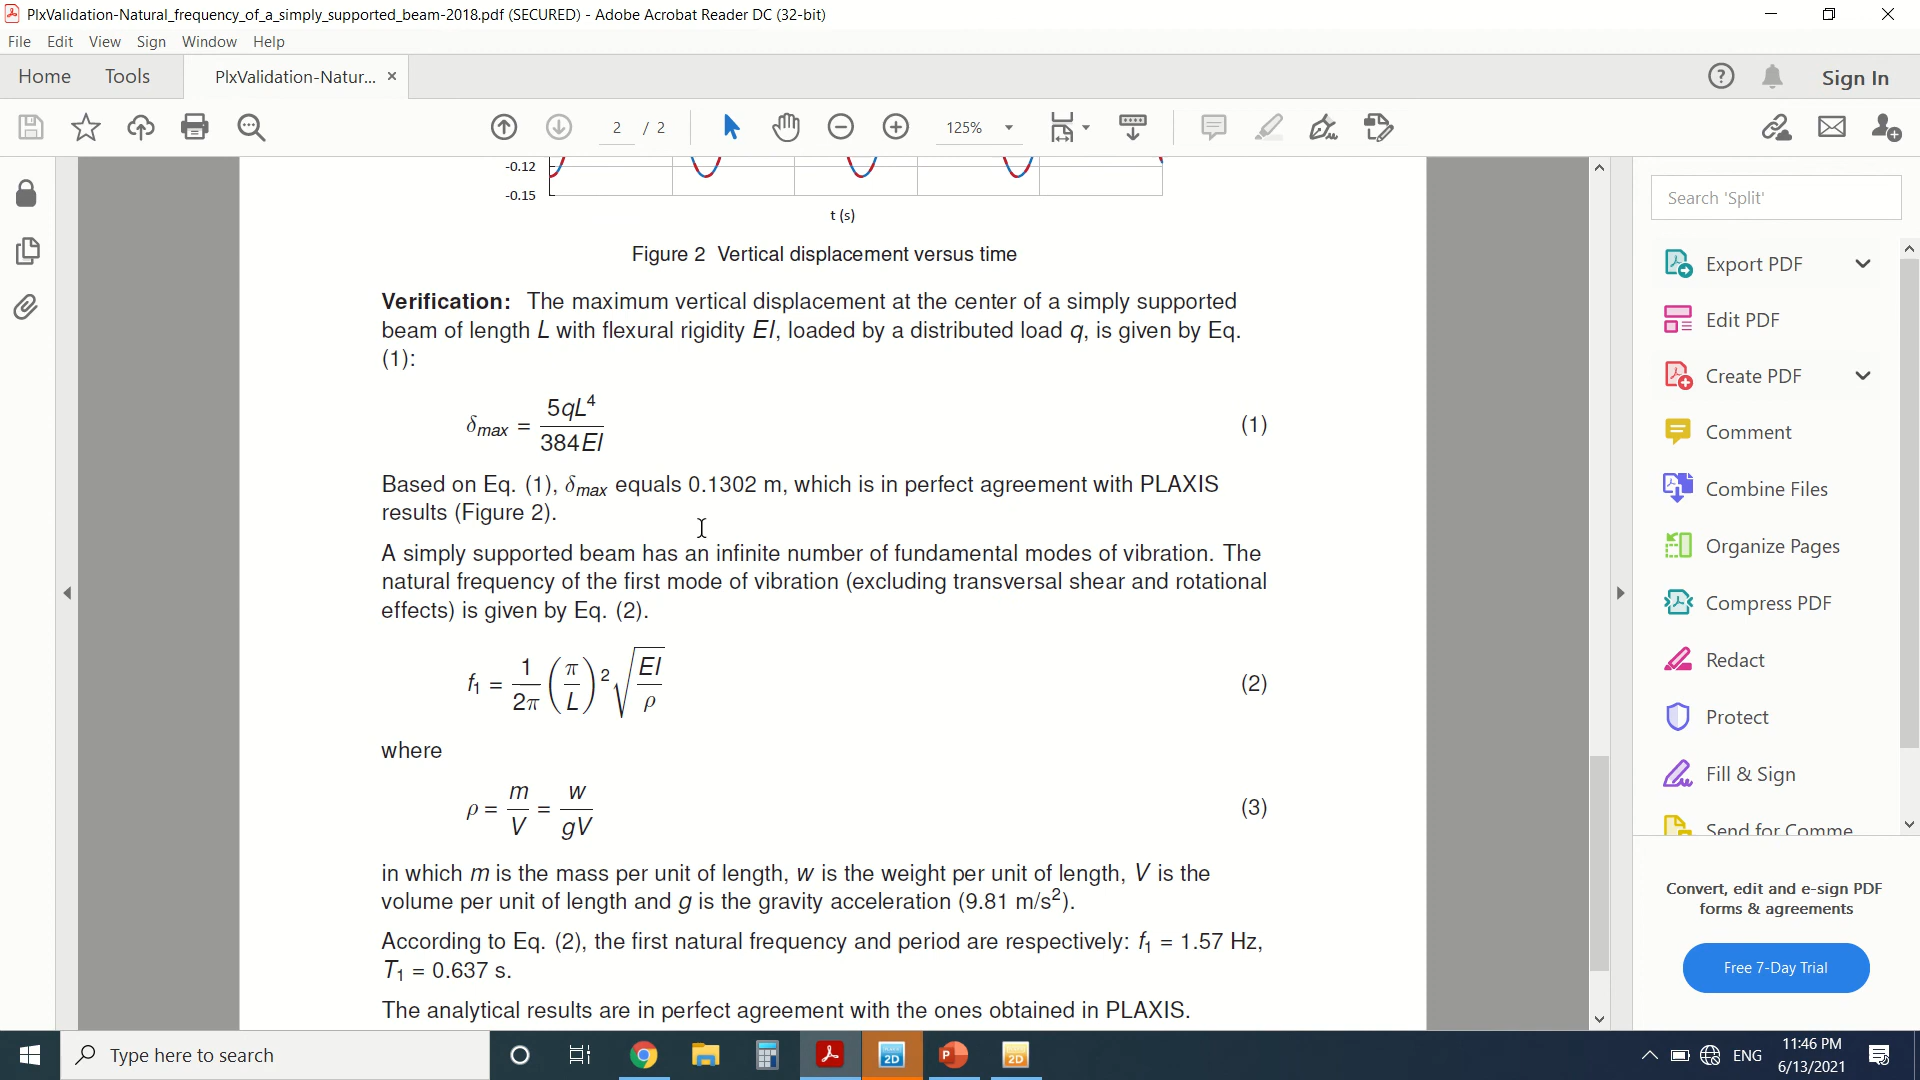 PlxValidation-Natural_frequency_of_a_simply_supported_beam-2018.pdf (SECURED) - Adobe Acrobat Reader DC (32-bit)
File Edit View Sign Window Help
Home Tools PlxValidation-Natur... × Sign In
2 / 2 125%
-0.12
-0.15
t (s)
Figure 2 Vertical displacement versus time
Verification: The maximum vertical displacement at the center of a simply supported
beam of length L with flexural rigidity EI, loaded by a distributed load q, is given by Eq.
(1):
δmax = 5qL⁴ / 384EI (1)
Based on Eq. (1), δmax equals 0.1302 m, which is in perfect agreement with PLAXIS
results (Figure 2).
A simply supported beam has an infinite number of fundamental modes of vibration. The
natural frequency of the first mode of vibration (excluding transversal shear and rotational
effects) is given by Eq. (2).
f₁ = 1/2π (π/L)² √(EI/ρ) (2)
where
ρ = m/V = w/gV (3)
in which m is the mass per unit of length, w is the weight per unit of length, V is the
volume per unit of length and g is the gravity acceleration (9.81 m/s²).
According to Eq. (2), the first natural frequency and period are respectively: f₁ = 1.57 Hz,
T₁ = 0.637 s.
The analytical results are in perfect agreement with the ones obtained in PLAXIS.
Search 'Split'
Export PDF
Edit PDF
Create PDF
Comment
Combine Files
Organize Pages
Compress PDF
Redact
Protect
Fill & Sign
Send for Comme
Convert, edit and e-sign PDF
forms & agreements
Free 7-Day Trial
Type here to search
2D
P
2D
ENG
11:46 PM
6/13/2021